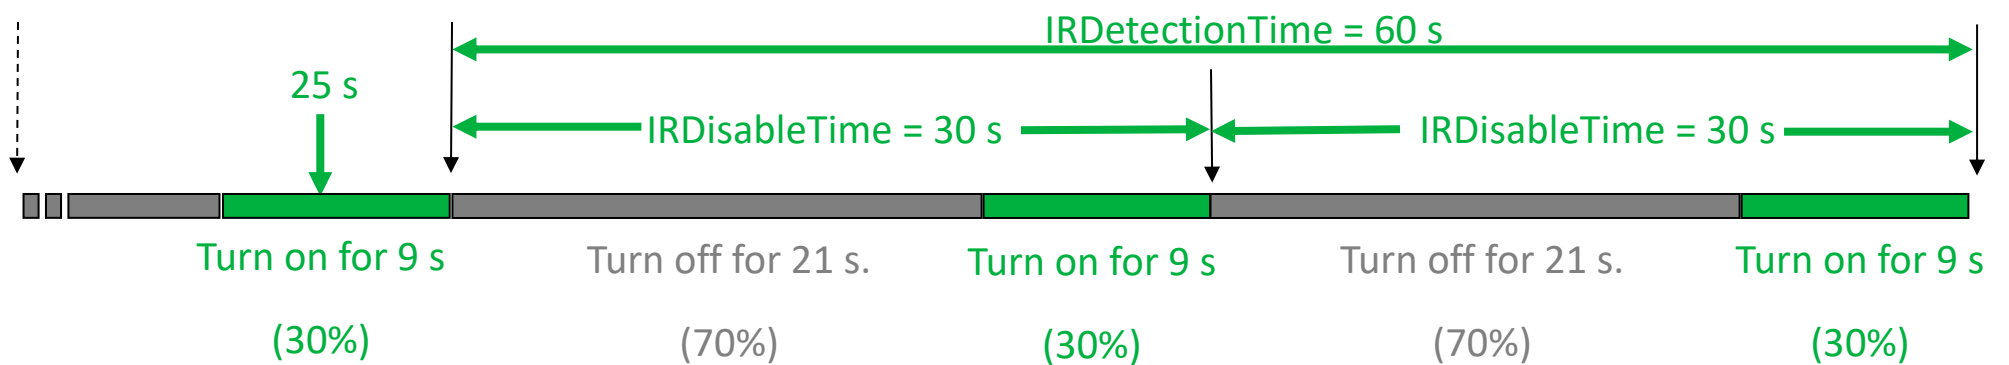 IRDetectionTime = 60 s
25 s
IRDisableTime = 30 s
IRDisableTime = 30 s
Turn on for 9 s
Turn off for 21 s.
Turn on for 9 s
Turn off for 21 s.
Turn on for 9 s
(30%)
(70%)
(30%)
(70%)
(30%)